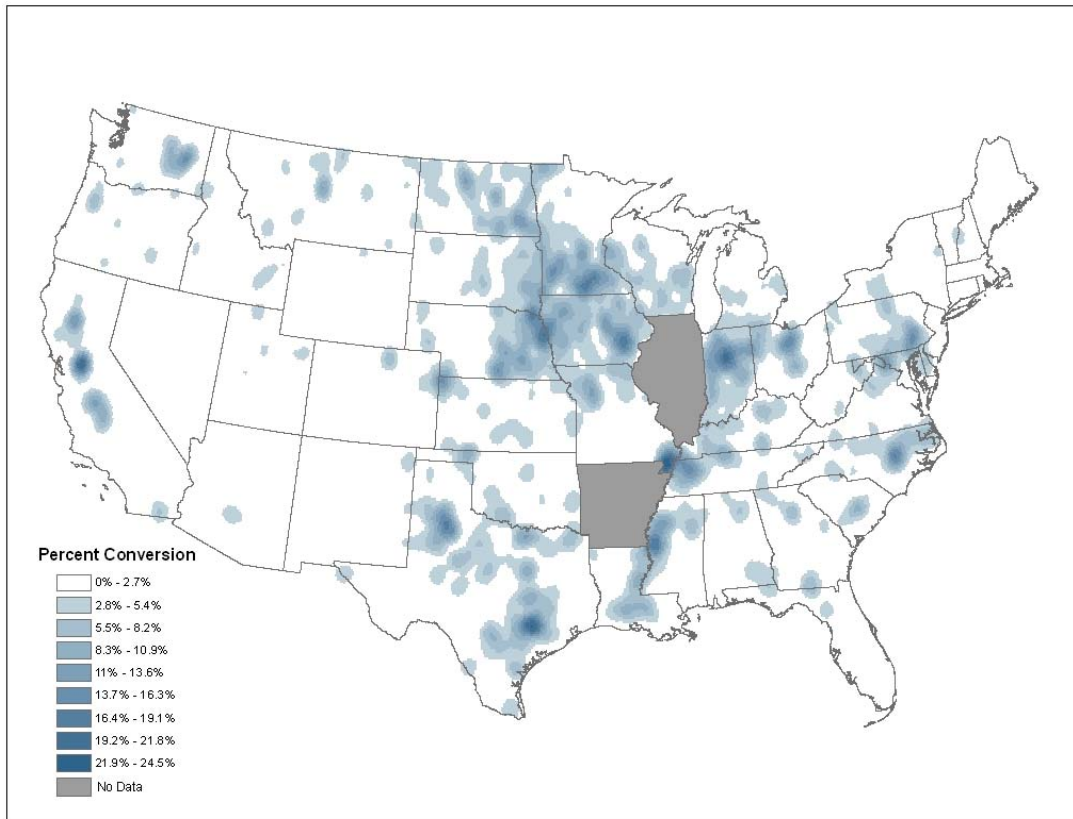 Percent Conversion
0% - 2.7%
2.8% - 5.4%
5.5% - 8.2%
8.3% - 10.9%
11% - 13.6%
13.7% - 16.3%
16.4% - 19.1%
19.2% - 21.8%
21.9% - 24.5%
No Data